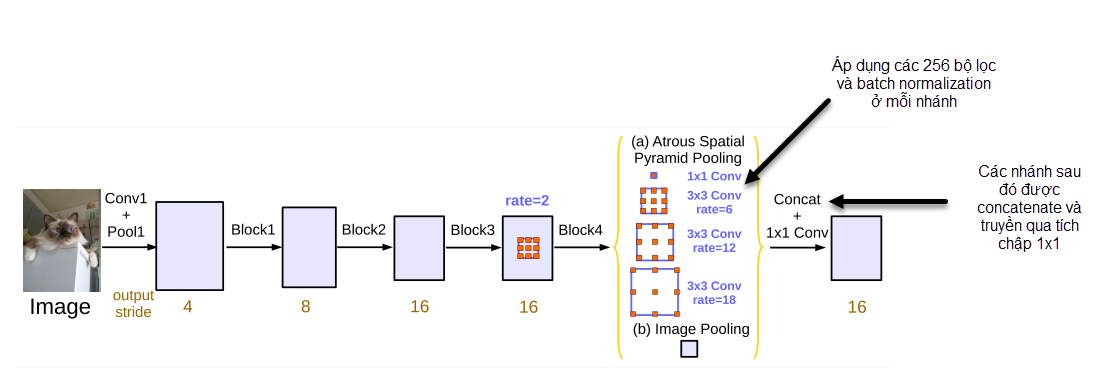 Áp dụng các 256 bộ lọc
và batch normalization
ở mỗi nhánh
(a) Atrous Spatial
Pyramid Pooling
1x1 Conv
3x3 Conv
rate=6
3x3 Conv
rate=12
3x3 Conv
rate=18
(b) Image Pooling
Các nhánh sau
đó được
concatenate và
truyền qua tích
chập 1x1
Conv1
+
Pool1
Block1
Block2
Block3
rate=2
Block4
Concat
+
1x1 Conv
Image
output
stride
4
8
16
16
16